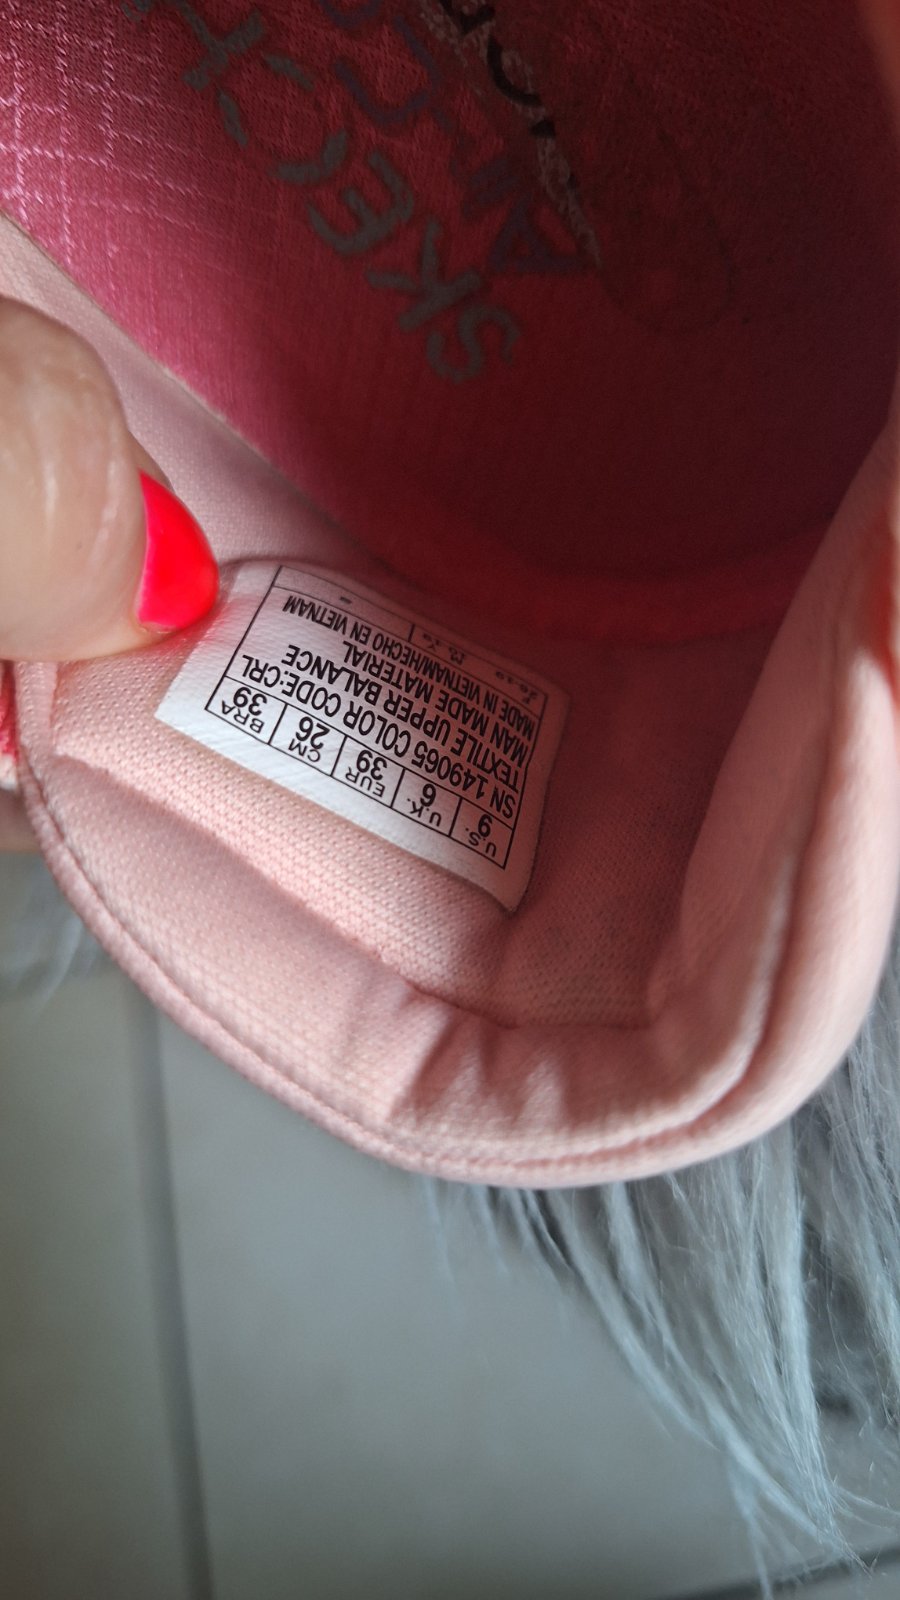 SKECH
U.S. U.K. EUR CM BRA
9 6 39 26 39
SN 149065 COLOR CODE:CRL
TEXTILE UPPER BALANCE
MAN MADE MATERIAL
MADE IN VIETNAM/HECHO EN VIETNAM